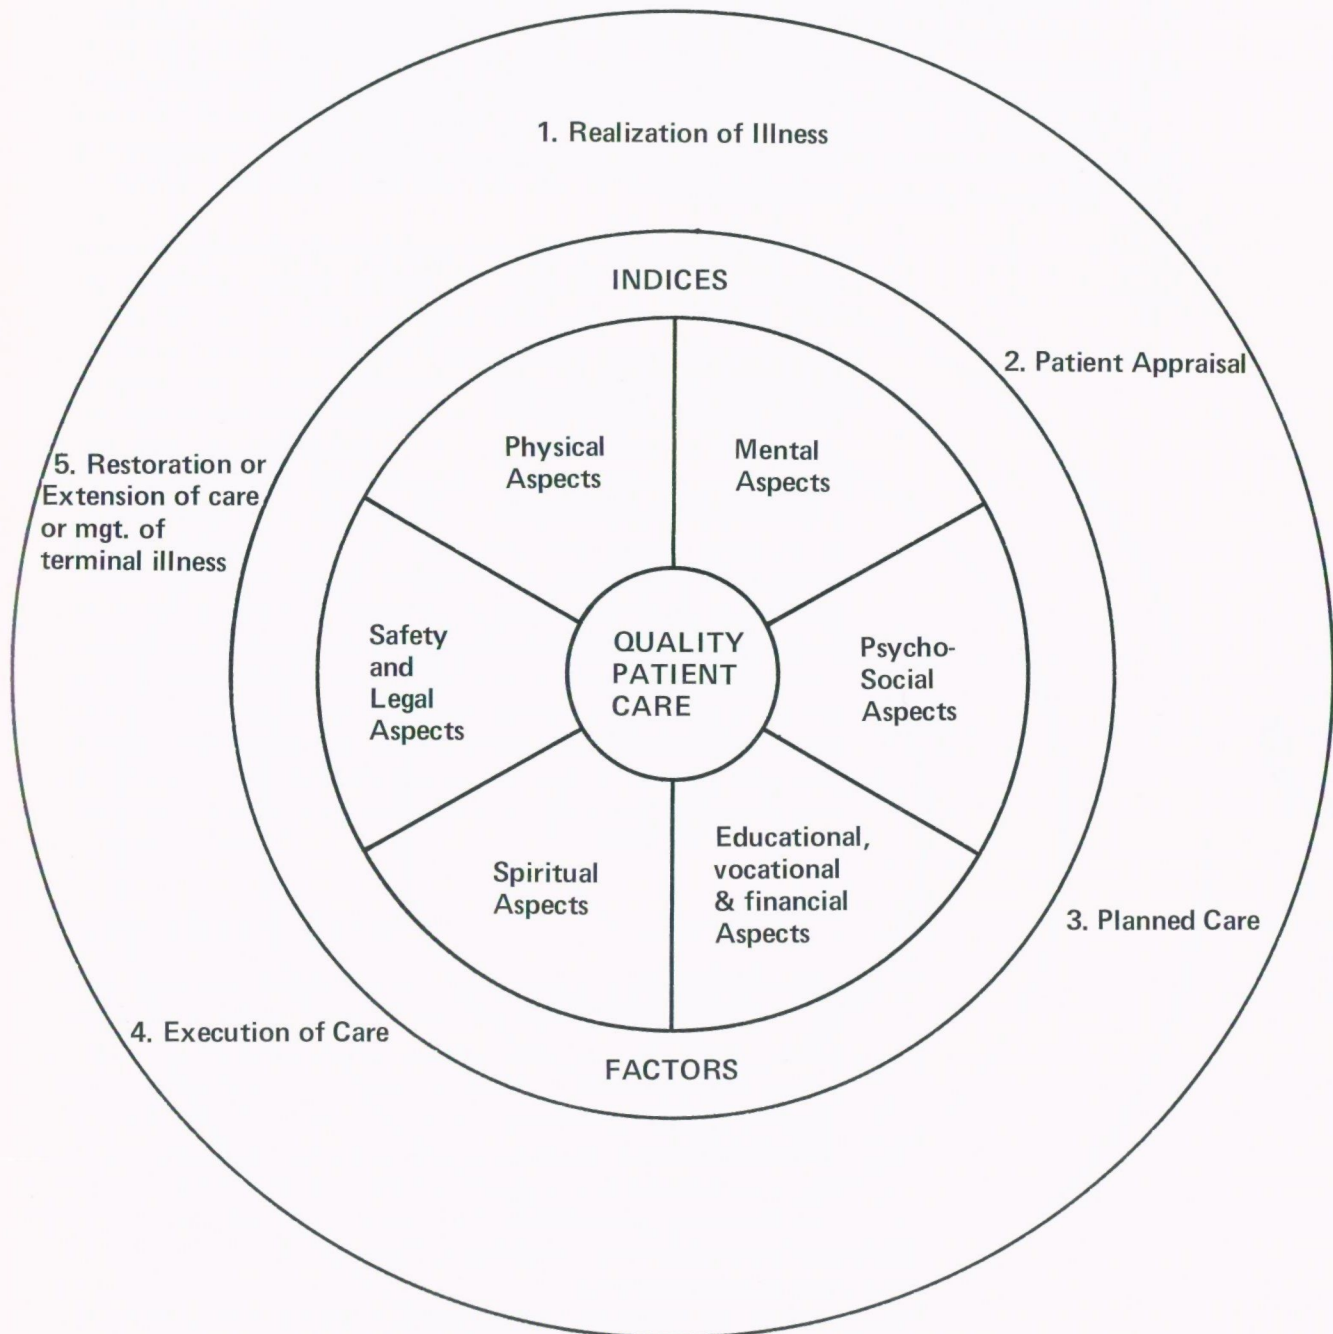 1. Realization of Illness
INDICES
2. Patient Appraisal
Physical
Aspects
Mental
Aspects
5. Restoration or
Extension of care
or mgt. of
terminal illness
Safety
and
Legal
Aspects
QUALITY
PATIENT
CARE
Psycho-
Social
Aspects
Spiritual
Aspects
Educational,
vocational
& financial
Aspects
3. Planned Care
4. Execution of Care
FACTORS